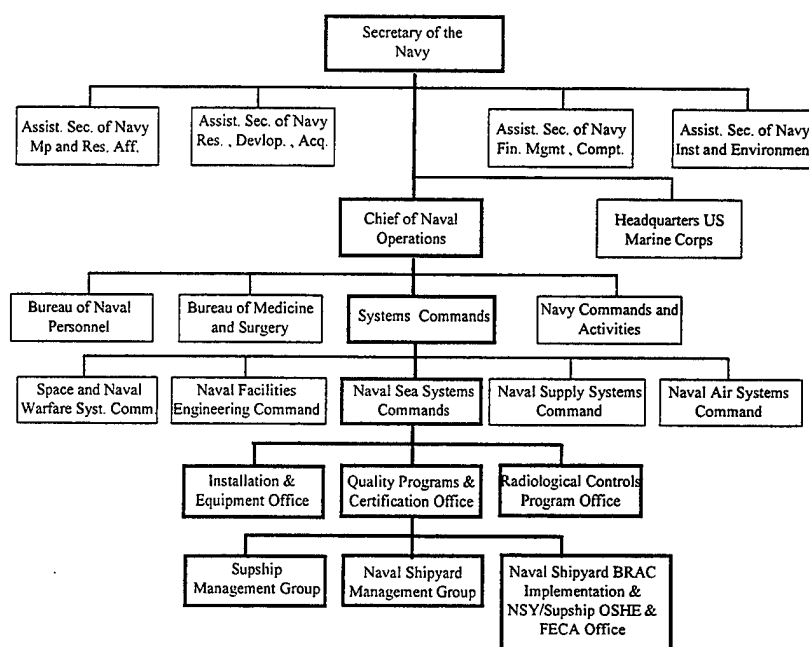 Secretary of the
Navy
Assist. Sec. of Navy
Mp and Res. Aff.
Assist. Sec. of Navy
Res. , Devlop. , Acq.
Assist. Sec. of Navy
Fin. Mgmt , Compt.
Assist. Sec. of Navy
Inst and Environmen
Chief of Naval
Operations
Headquarters US
Marine Corps
Bureau of Naval
Personnel
Bureau of Medicine
and Surgery
Systems Commands
Navy Commands and
Activities
Space and Naval
Warfare Syst. Comm.
Naval Facilities
Engineering Command
Naval Sea Systems
Commands
Naval Supply Systems
Command
Naval Air Systems
Command
Installation &
Equipment Office
Quality Programs &
Certification Office
Radiological Controls
Program Office
Supship
Management Group
Naval Shipyard
Management Group
Naval Shipyard BRAC
Implementation &
NSY/Supship OSHE &
FECA Office